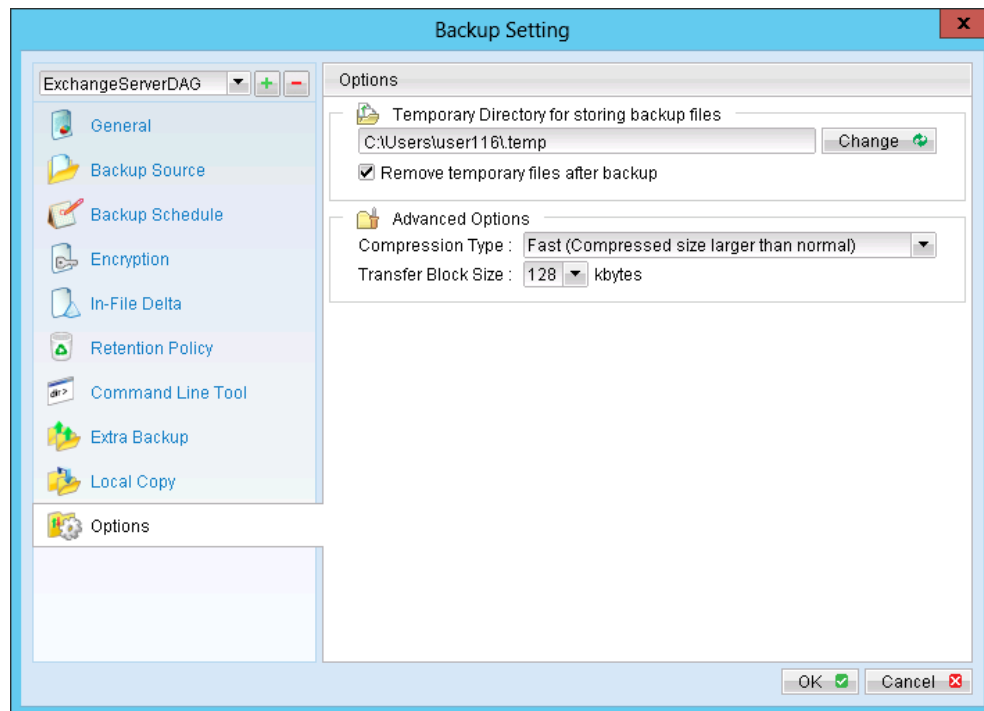 Backup Setting
x
ExchangeServerDAG
General
Backup Source
Backup Schedule
Encryption
In-File Delta
Retention Policy
Command Line Tool
Extra Backup
Local Copy
Options
Options
Temporary Directory for storing backup files
C:\Users\user116\.temp
Change
Remove temporary files after backup
Advanced Options
Compression Type : Fast (Compressed size larger than normal)
Transfer Block Size : 128 kbytes
OK
Cancel